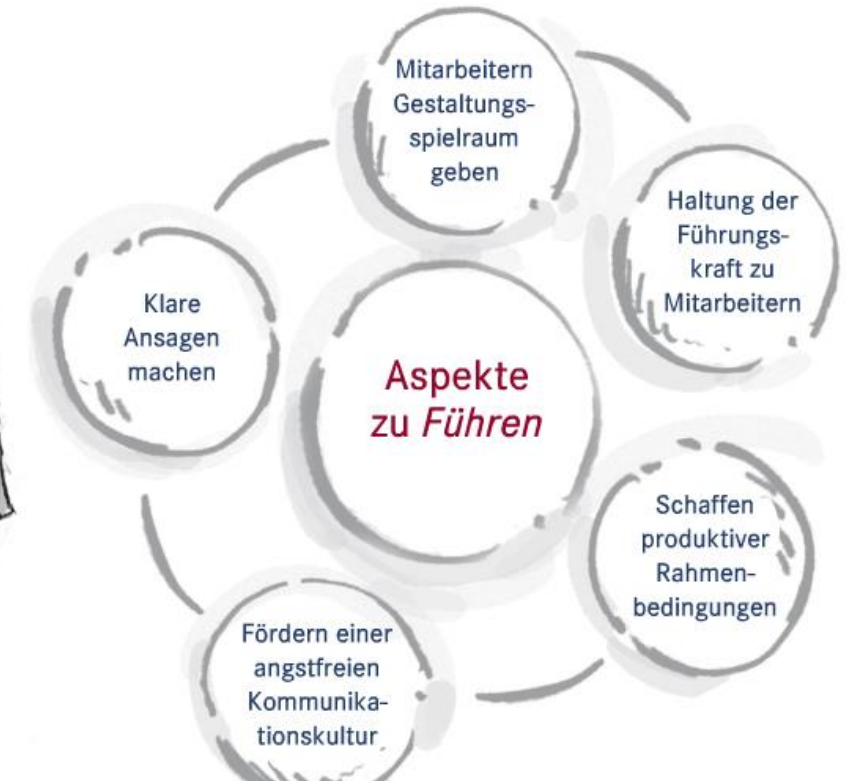 Mitarbeitern
Gestaltungs-
spielraum
geben
Haltung der
Führungs-
kraft zu
Mitarbeitern
Klare
Ansagen
machen
Aspekte
zu Führen
Schaffen
produktiver
Rahmen-
bedingungen
Fördern einer
angstfreien
Kommunika-
tionskultur